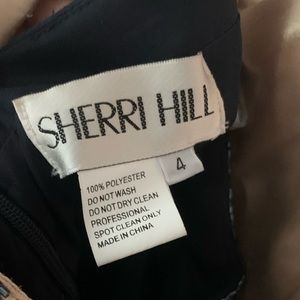 SHERRI HILL
4
100% POLYESTER
DO NOT WASH
DO NOT DRY CLEAN
PROFESSIONAL
SPOT CLEAN ONLY
MADE IN CHINA